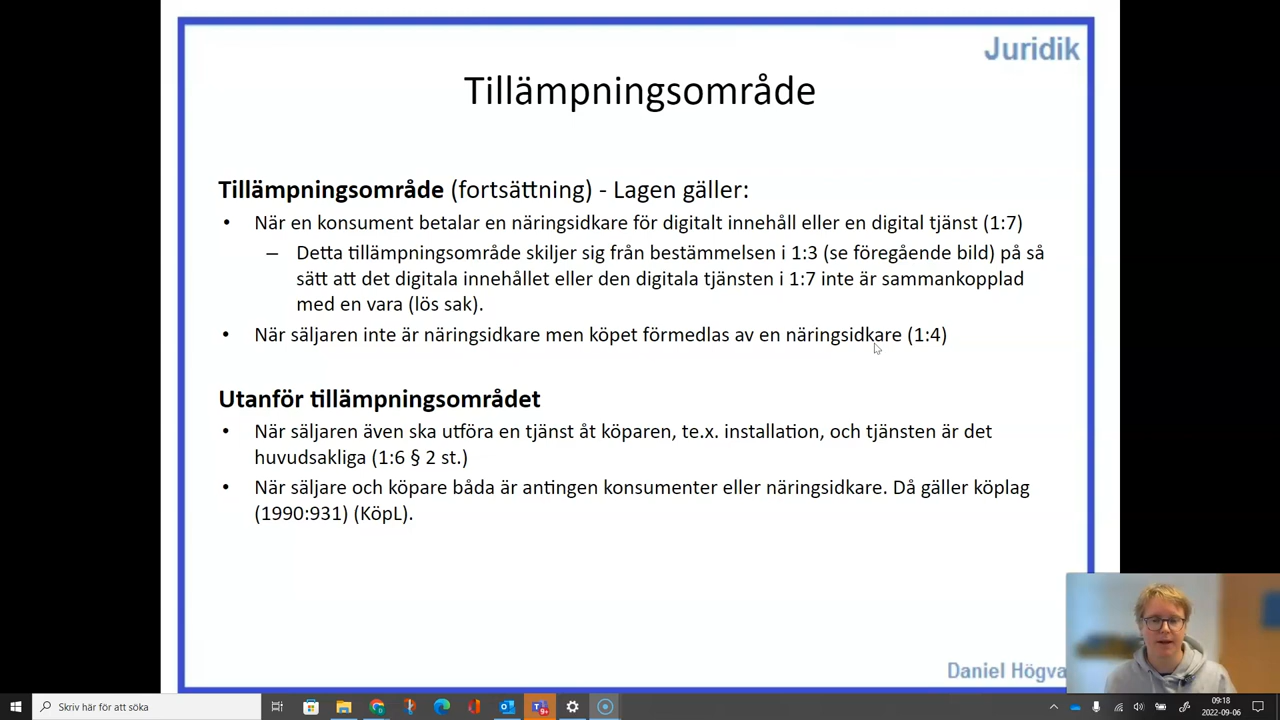 Juridik
Tillämpningsområde
Tillämpningsområde (fortsättning) - Lagen gäller:
• När en konsument betalar en näringsidkare för digitalt innehåll eller en digital tjänst (1:7)
– Detta tillämpningsområde skiljer sig från bestämmelsen i 1:3 (se föregående bild) på så
sätt att det digitala innehållet eller den digitala tjänsten i 1:7 inte är sammankopplad
med en vara (lös sak).
• När säljaren inte är näringsidkare men köpet förmedlas av en näringsidkare (1:4)
Utanför tillämpningsområdet
• När säljaren även ska utföra en tjänst åt köparen, te.x. installation, och tjänsten är det
huvudsakliga (1:6 § 2 st.)
• När säljare och köpare båda är antingen konsumenter eller näringsidkare. Då gäller köplag
(1990:931) (KöpL).
Daniel Högva
Skriv här för att söka
09:18
2022-09-06